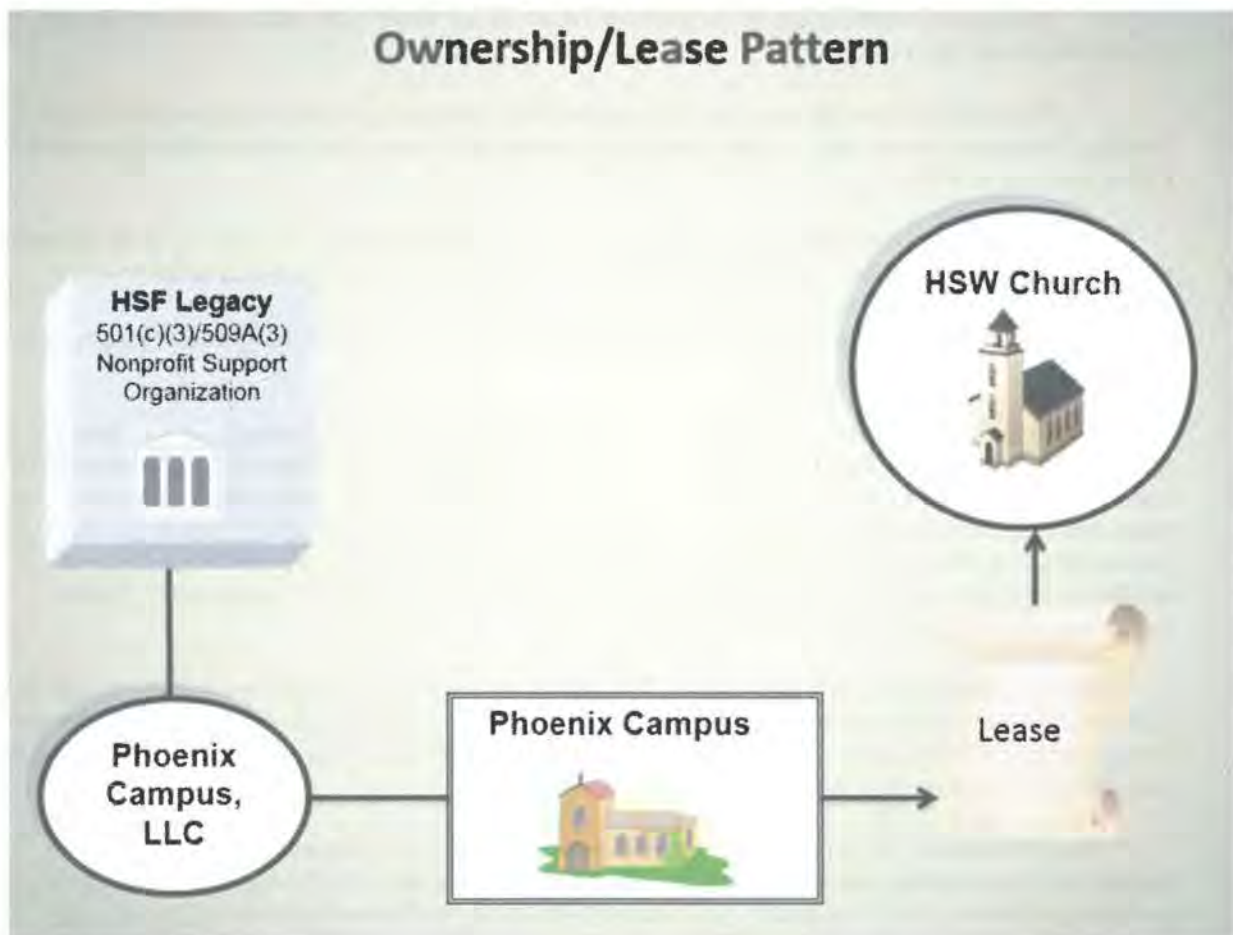 Ownership/Lease Pattern
HSF Legacy
501(c)(3)/509A(3)
Nonprofit Support
Organization
HSW Church
Phoenix
Campus,
LLC
Phoenix Campus
Lease